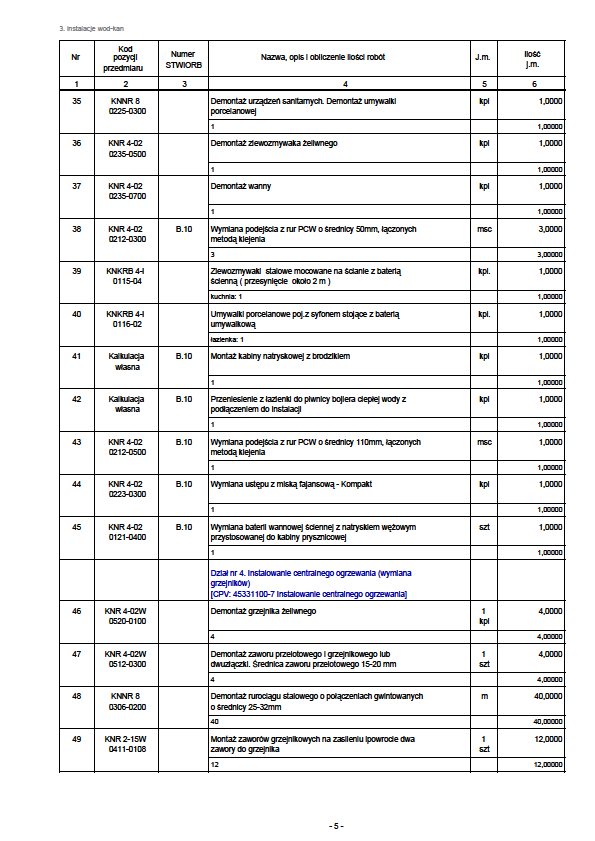 3. Instalacje wod-kan
Nr Kod pozycji przedmiaru Numer STWIORB Nazwa, opis i obliczenie ilości robót J.m. Ilość j.m.
1 2 3 4 5 6
35 KNNR 8 Demontaż urządzeń sanitarnych. Demontaż umywalki kpl 1,0000
0225-0300 porcelanowej
1 1,00000
36 KNR 4-02 Demontaż zlewozmywaka żeliwnego kpl 1,0000
0235-0500
1 1,00000
37 KNR 4-02 Demontaż wanny kpl 1,0000
0235-0700
1 1,00000
38 KNR 4-02 B.10 Wymiana podejścia z rur PCW o średnicy 50mm, łączonych msc 3,0000
0212-0300 metodą klejenia
3 3,00000
39 KNKRB 4-I Zlewozmywaki stalowe mocowane na ścianie z baterią kpl. 1,0000
0115-04 ścienną ( przesynięcie około 2 m )
kuchnia: 1 1,00000
40 KNKRB 4-I Umywalki porcelanowe poj.z syfonem stojące z baterią kpl. 1,0000
0116-02 umywalkową
łazienka: 1 1,00000
41 Kalkulacja B.10 Montaż kabiny natryskowej z brodzikiem kpl 1,0000
własna
1 1,00000
42 Kalkulacja B.10 Przeniesienie z łazienki do piwnicy bojlera ciepłej wody z kpl 1,0000
własna podłączeniem do instalacji
1 1,00000
43 KNR 4-02 B.10 Wymiana podejścia z rur PCW o średnicy 110mm, łączonych msc 1,0000
0212-0500 metodą klejenia
1 1,00000
44 KNR 4-02 B.10 Wymiana ustępu z miską fajansową - Kompakt kpl 1,0000
0223-0300
1 1,00000
45 KNR 4-02 B.10 Wymiana baterii wannowej ściennej z natryskiem wężowym szt 1,0000
0121-0400 przystosowanej do kabiny prysznicowej
1 1,00000
Dział nr 4. Instalowanie centralnego ogrzewania (wymiana
grzejników)
[CPV: 45331100-7 Instalowanie centralnego ogrzewania]
46 KNR 4-02W Demontaż grzejnika żeliwnego 1 4,0000
0520-0100 kpl
4 4,00000
47 KNR 4-02W Demontaż zaworu przelotowego i grzejnikowego lub 1 4,0000
0512-0300 dwuzłączki. Średnica zaworu przelotowego 15-20 mm szt
4 4,00000
48 KNNR 8 Demontaż rurociągu stalowego o połączeniach gwintowanych m 40,0000
0306-0200 o średnicy 25-32mm
40 40,00000
49 KNR 2-15W Montaż zaworów grzejnikowych na zasileniu ipowrocie dwa 1 12,0000
0411-0108 zawory do grzejnika szt
12 12,00000
- 5 -